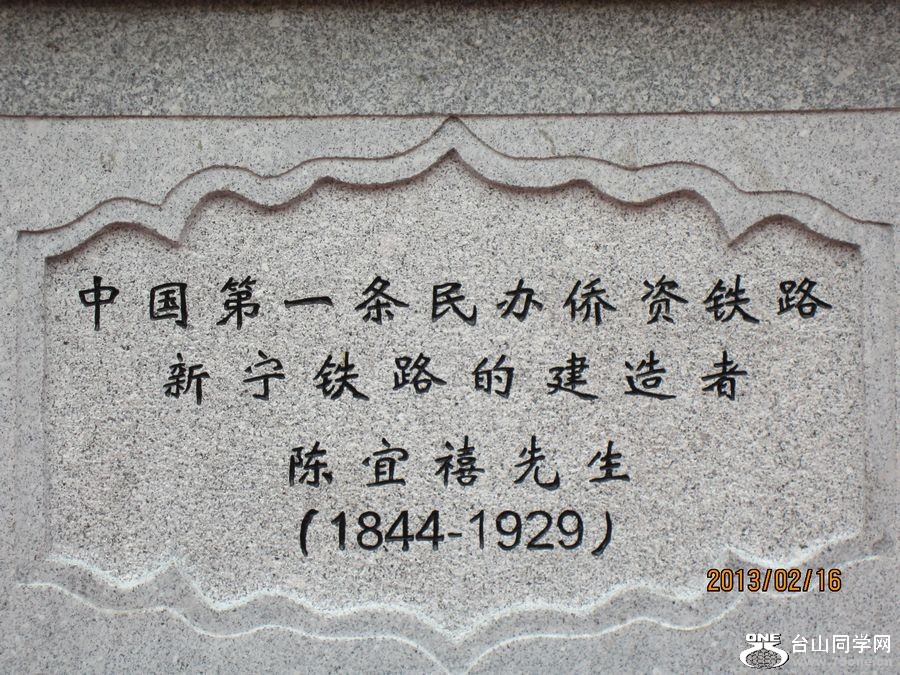 中国第一条民办侨资铁路
新宁铁路的建造者
陈宜禧先生
(1844-1929)
2013/02/16
ONE 台山同学网